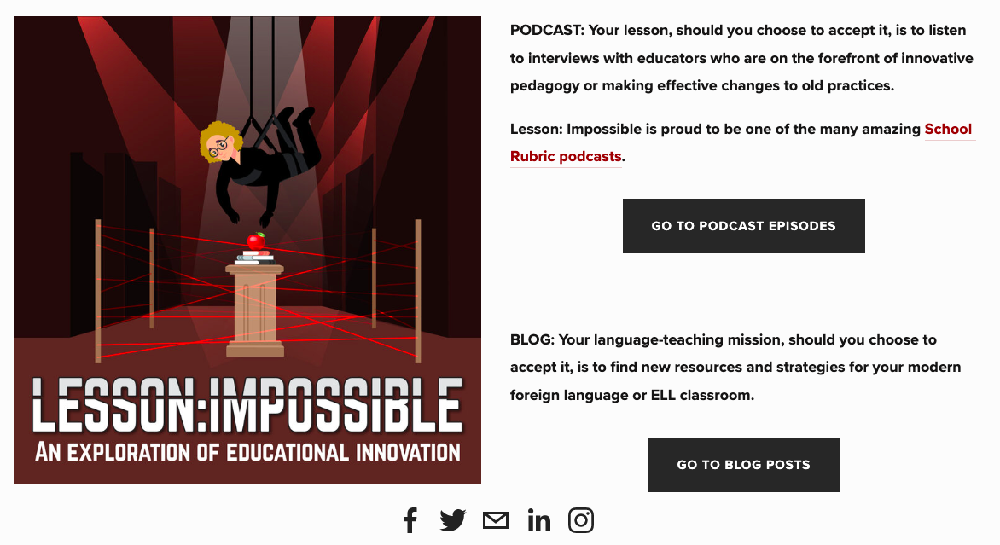 LESSON:IMPOSSIBLE
AN EXPLORATION OF EDUCATIONAL INNOVATION
PODCAST: Your lesson, should you choose to accept it, is to listen
to interviews with educators who are on the forefront of innovative
pedagogy or making effective changes to old practices.
Lesson: Impossible is proud to be one of the many amazing School
Rubric podcasts.
GO TO PODCAST EPISODES
BLOG: Your language-teaching mission, should you choose to
accept it, is to find new resources and strategies for your modern
foreign language or ELL classroom.
GO TO BLOG POSTS